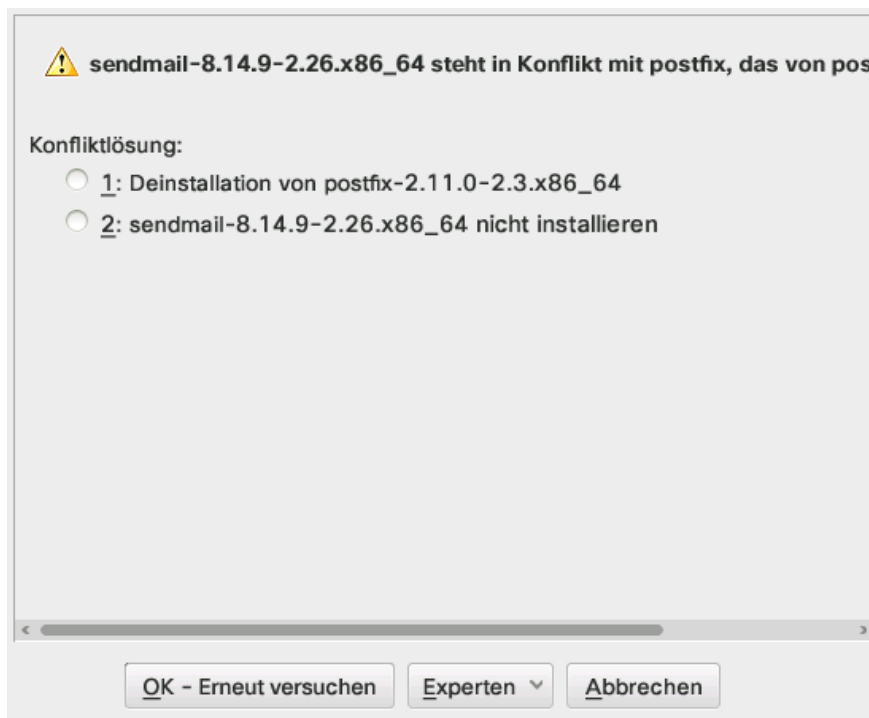 sendmail-8.14.9-2.26.x86_64 steht in Konflikt mit postfix, das von pos
Konfliktlösung:
1: Deinstallation von postfix-2.11.0-2.3.x86_64
2: sendmail-8.14.9-2.26.x86_64 nicht installieren
OK - Erneut versuchen Experten Abbrechen